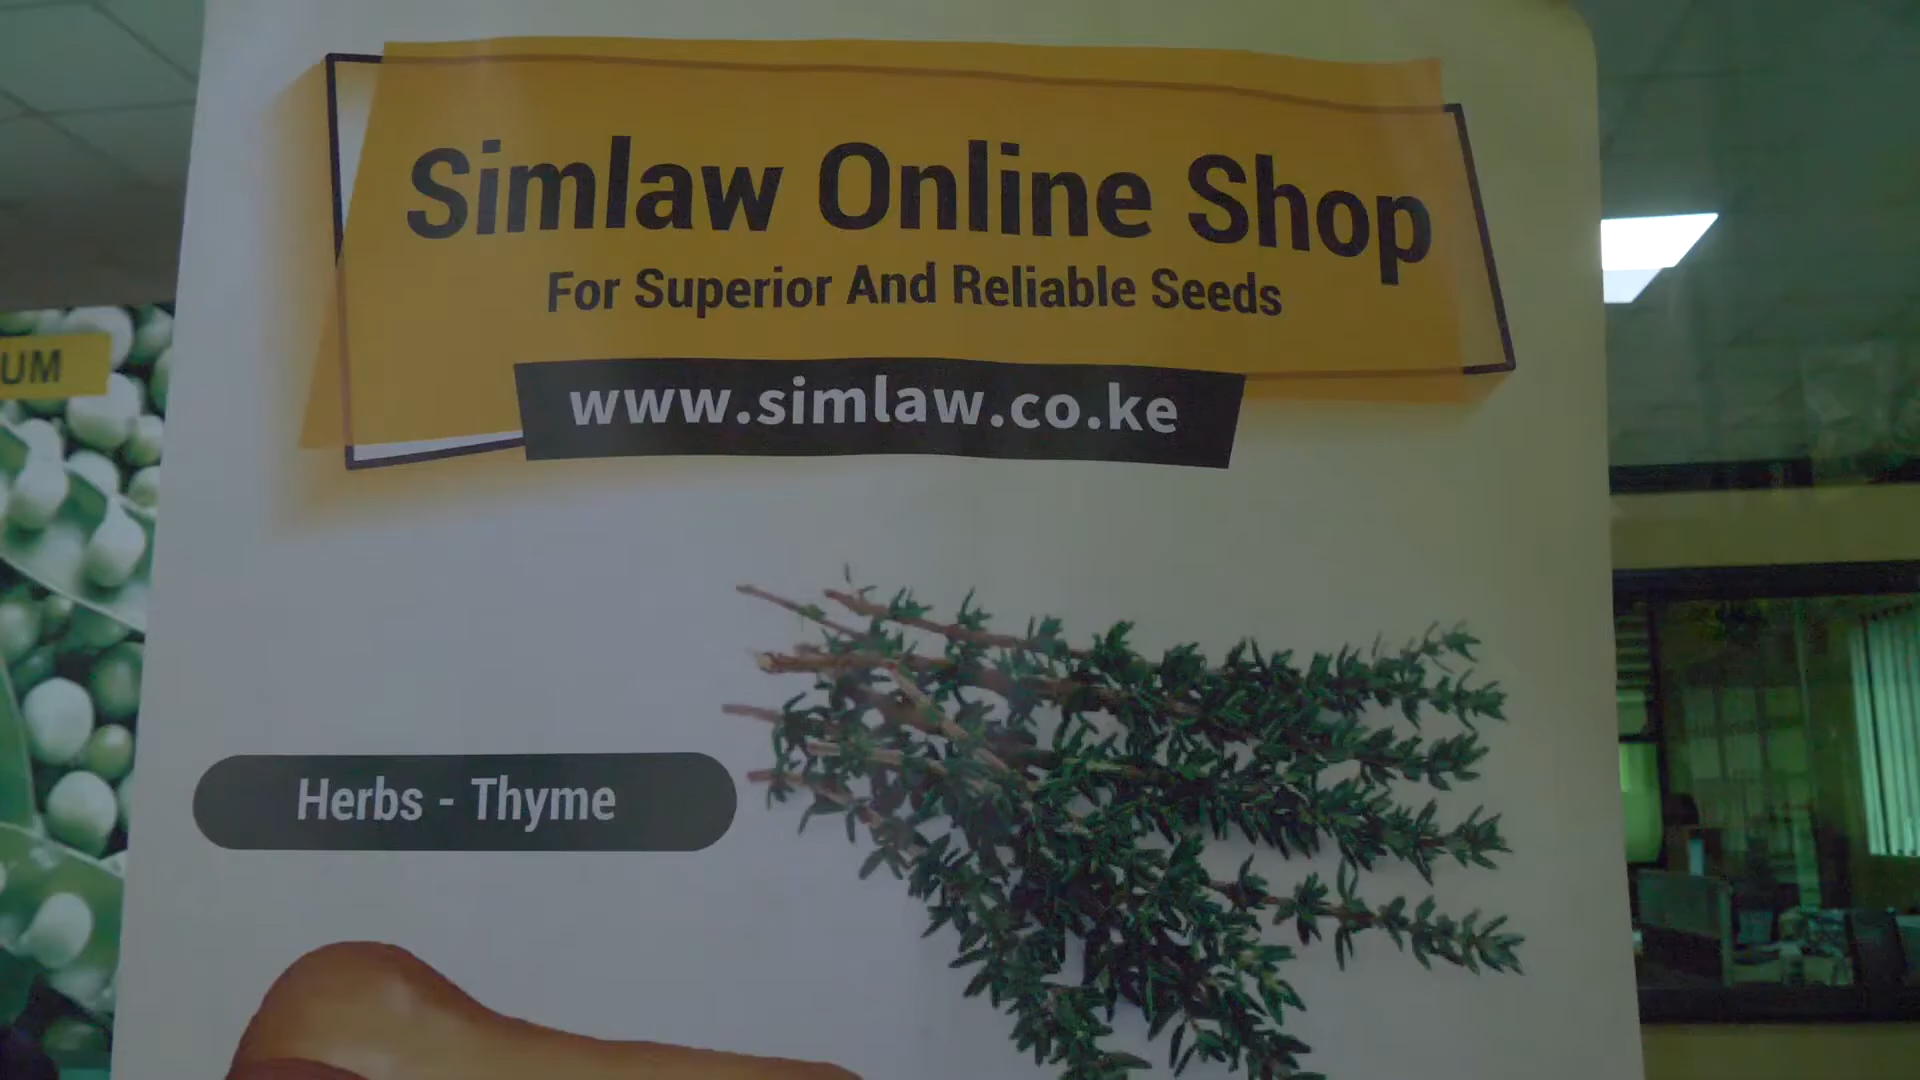 Simlaw Online Shop
For Superior And Reliable Seeds
www.simlaw.co.ke
UM
Herbs - Thyme